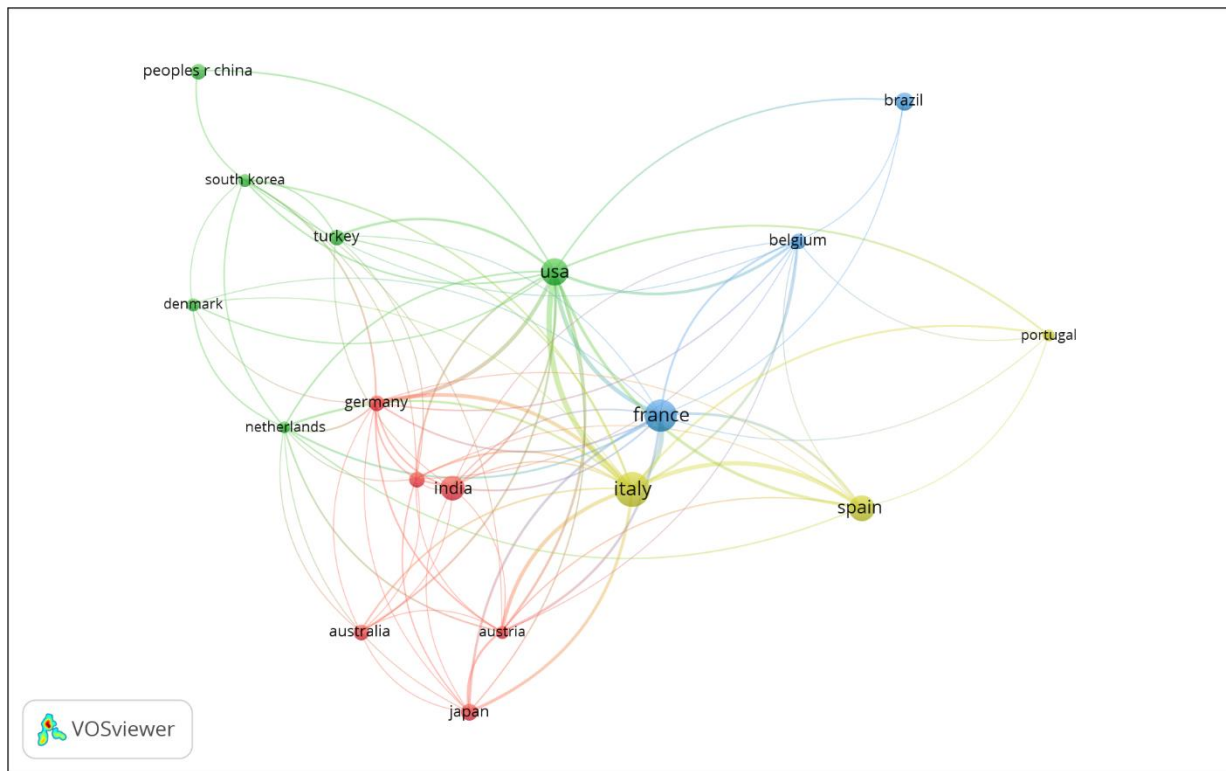 peoples r china
brazil
south korea
turkey
belgium
usa
denmark
portugal
germany
france
netherlands
india
italy
spain
australia
austria
japan
VOSviewer